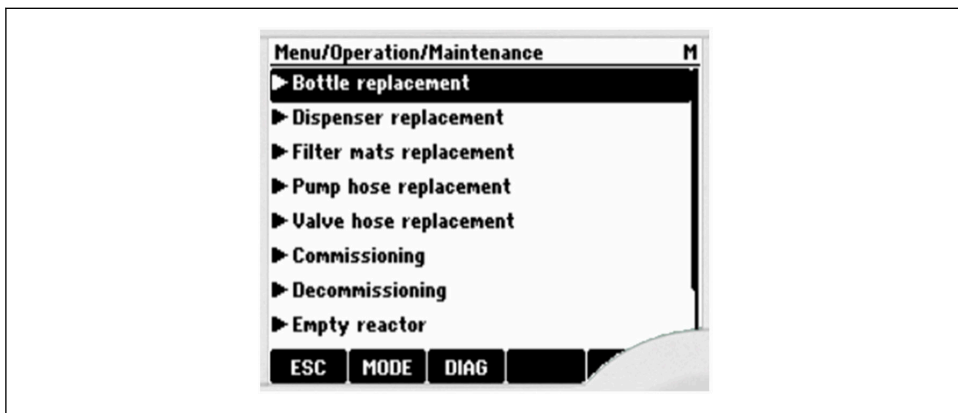 Menu/Operation/Maintenance M
Bottle replacement
Dispenser replacement
Filter mats replacement
Pump hose replacement
Valve hose replacement
Commissioning
Decommissioning
Empty reactor
ESC MODE DIAG